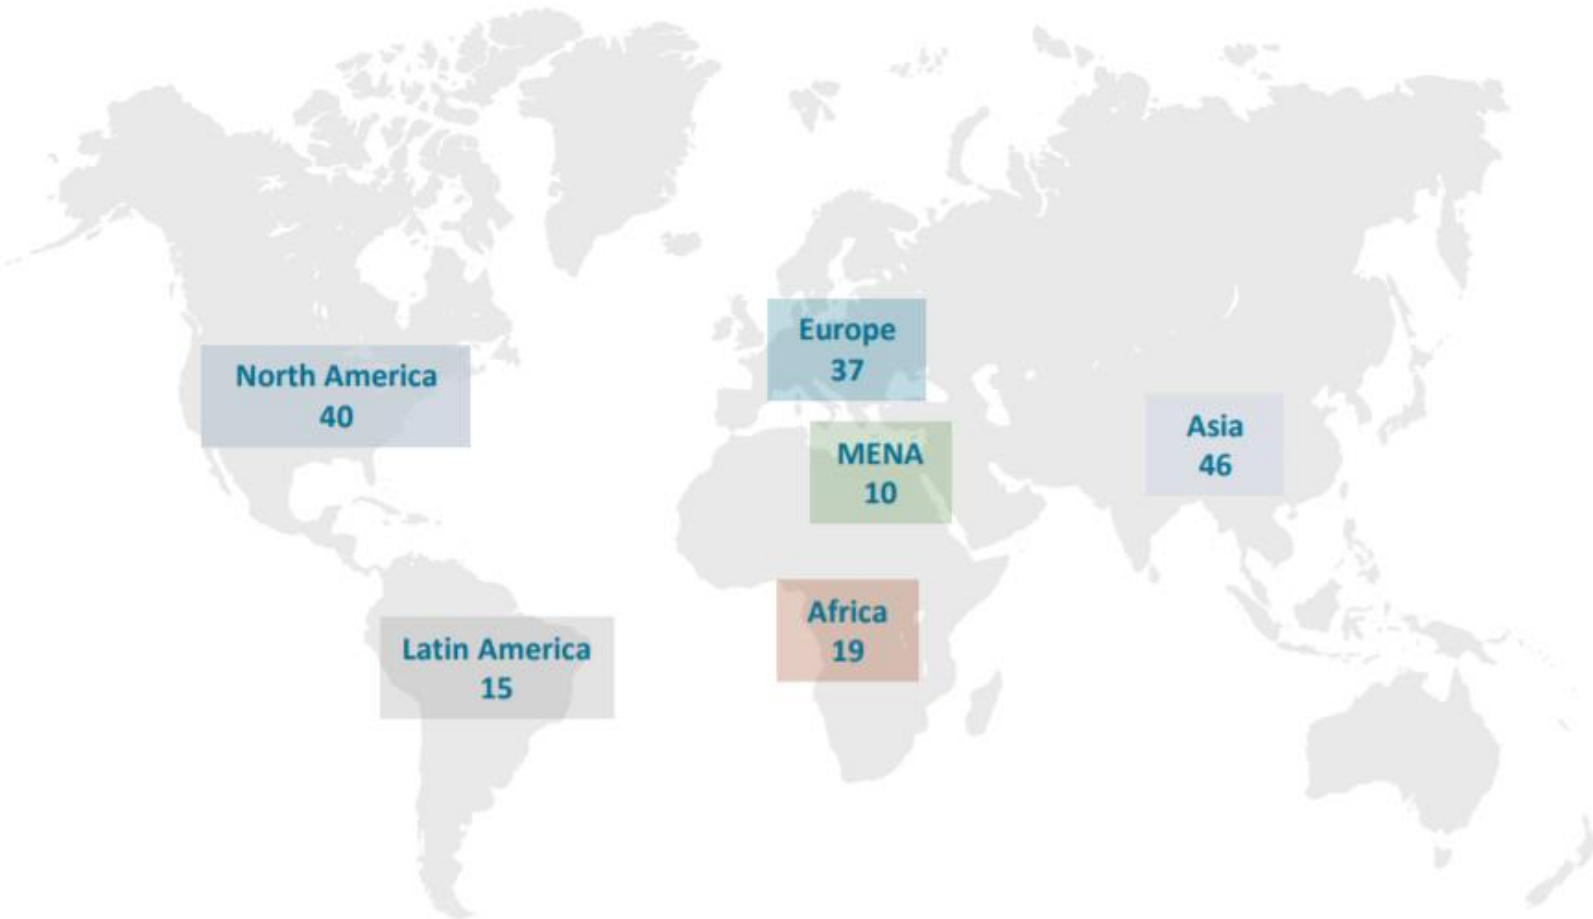 Europe
37
North America
40
Asia
46
MENA
10
Africa
19
Latin America
15